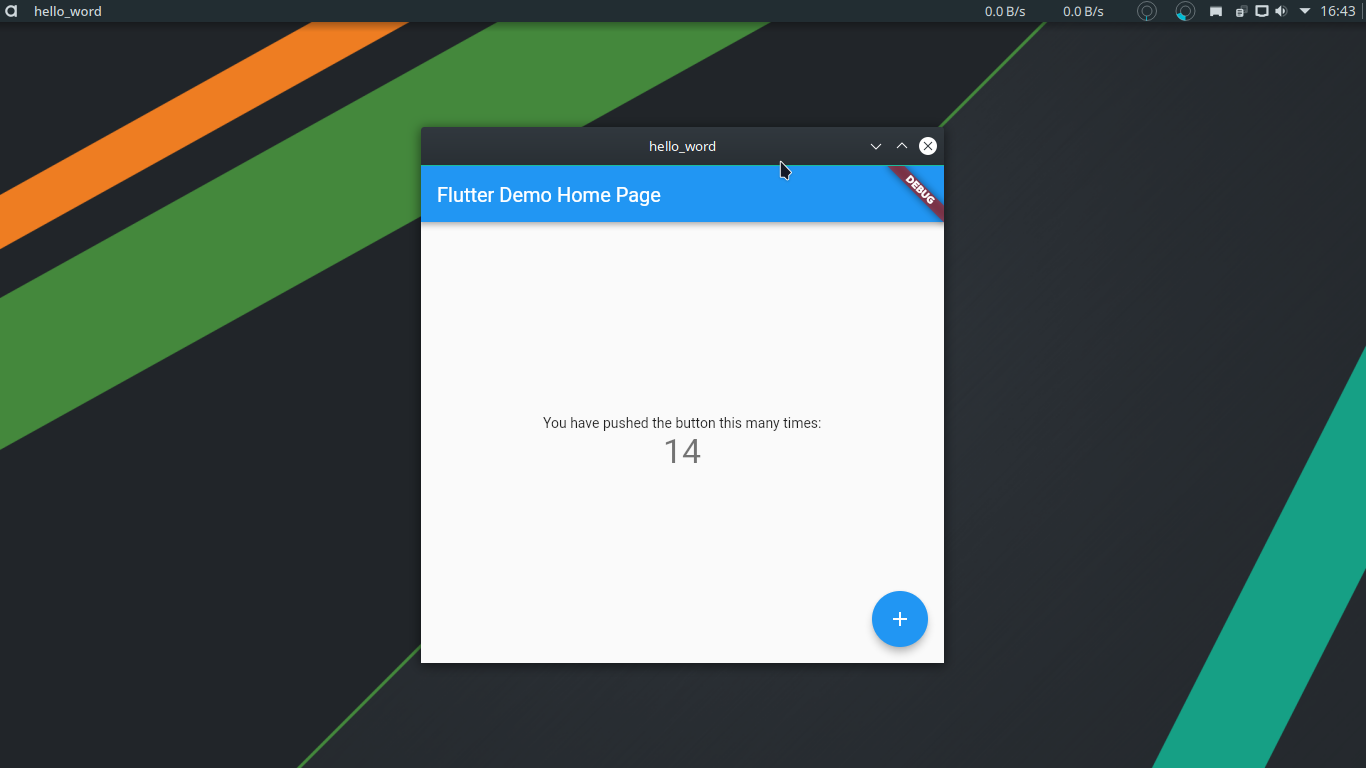 hello_word
0.0 B/s 0.0 B/s 16:43
hello_word
Flutter Demo Home Page
DEBUG
You have pushed the button this many times:
14